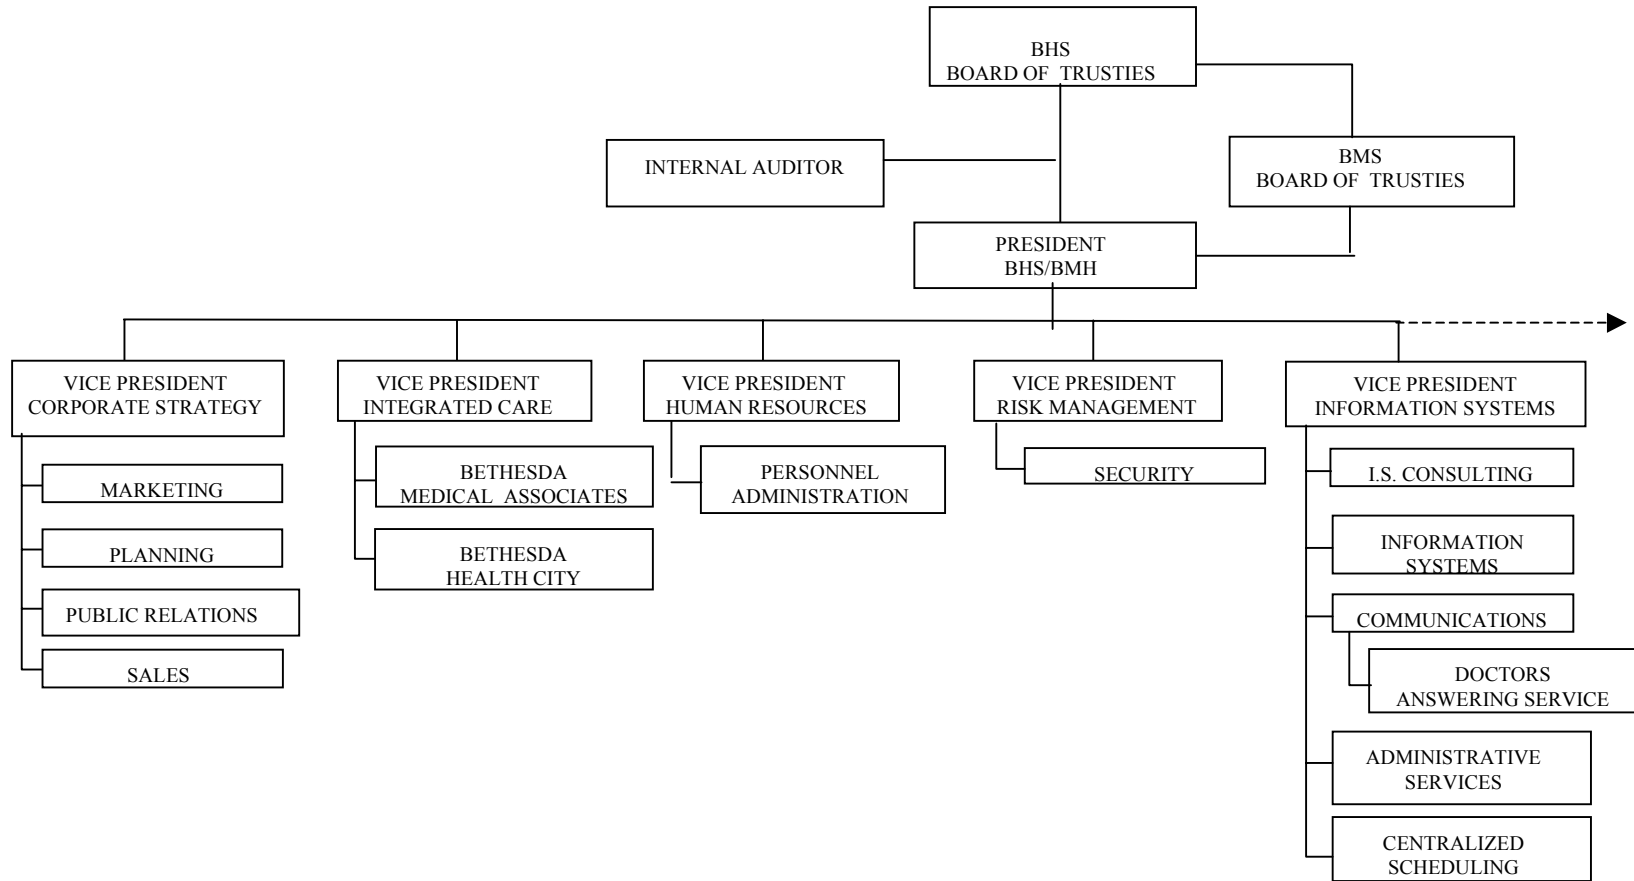 BHS
BOARD OF TRUSTIES
INTERNAL AUDITOR
BMS
BOARD OF TRUSTIES
PRESIDENT
BHS/BMH
VICE PRESIDENT
CORPORATE STRATEGY
MARKETING
PLANNING
PUBLIC RELATIONS
SALES
VICE PRESIDENT
INTEGRATED CARE
BETHESDA
MEDICAL ASSOCIATES
BETHESDA
HEALTH CITY
VICE PRESIDENT
HUMAN RESOURCES
PERSONNEL
ADMINISTRATION
VICE PRESIDENT
RISK MANAGEMENT
SECURITY
VICE PRESIDENT
INFORMATION SYSTEMS
I.S. CONSULTING
INFORMATION
SYSTEMS
COMMUNICATIONS
DOCTORS
ANSWERING SERVICE
ADMINISTRATIVE
SERVICES
CENTRALIZED
SCHEDULING